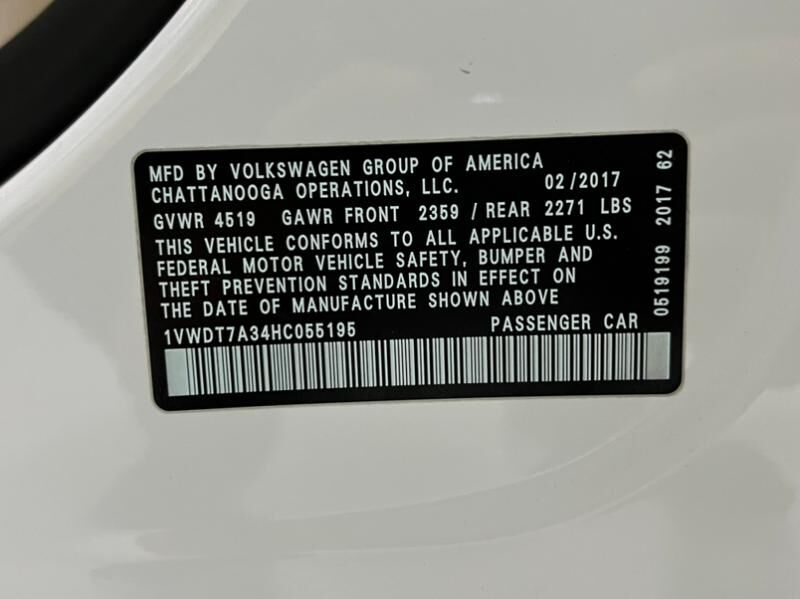 MFD BY VOLKSWAGEN GROUP OF AMERICA
CHATTANOOGA OPERATIONS, LLC. 02/2017
GVWR 4519 GAWR FRONT 2359 / REAR 2271 LBS
THIS VEHICLE CONFORMS TO ALL APPLICABLE U.S.
FEDERAL MOTOR VEHICLE SAFETY, BUMPER AND
THEFT PREVENTION STANDARDS IN EFFECT ON
THE DATE OF MANUFACTURE SHOWN ABOVE
1VWDT7A34HC055195 PASSENGER CAR
0519199 2017 62